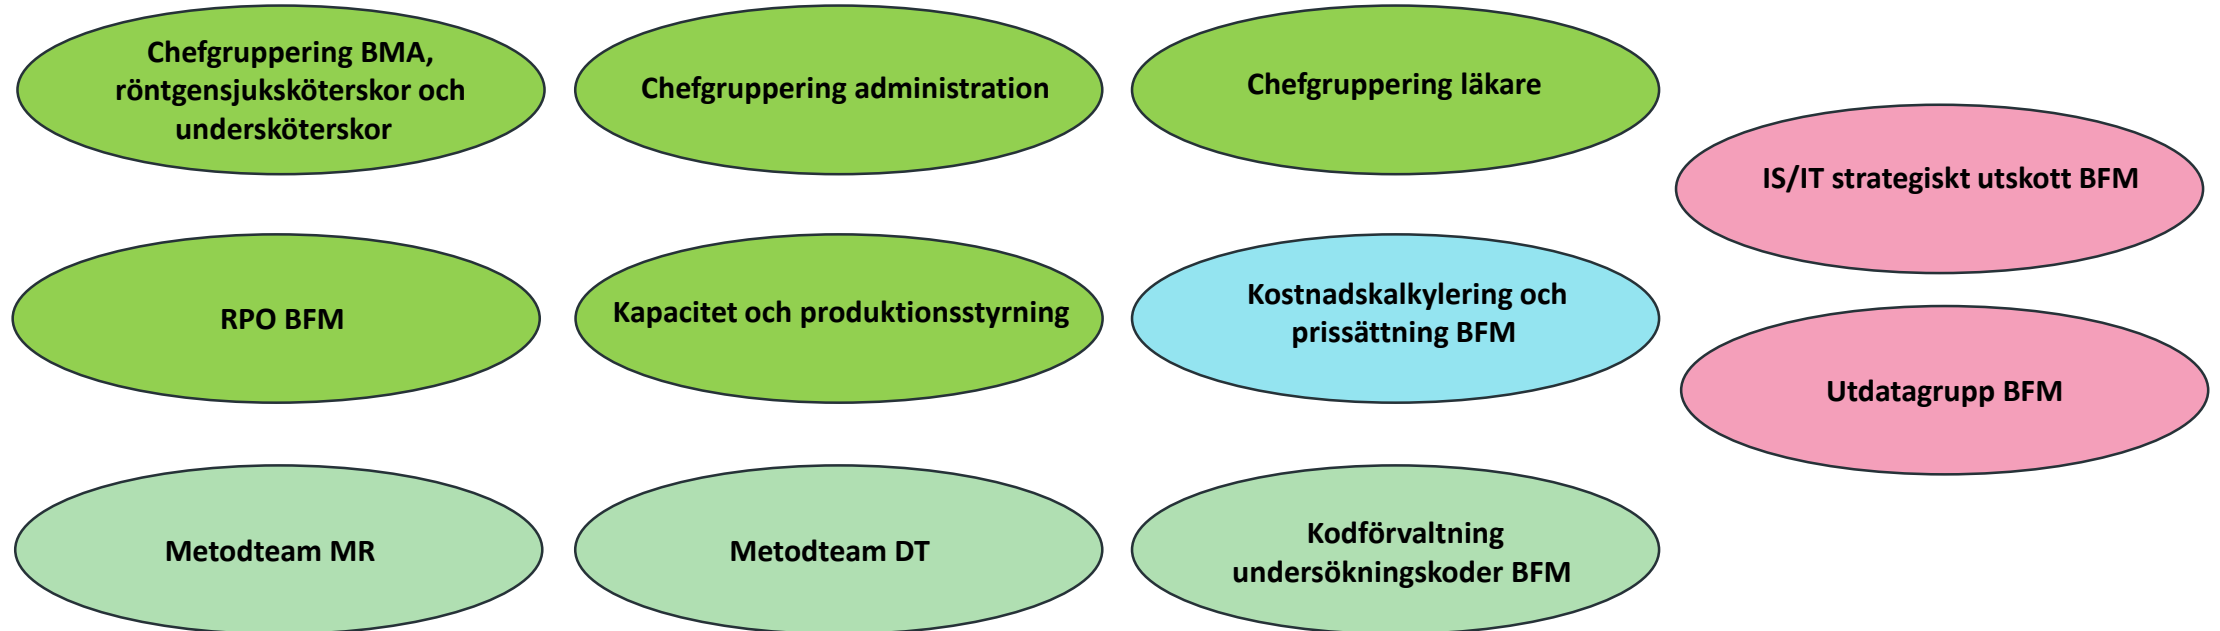 Chefgruppering BMA,
röntgensjuksköterskor och
undersköterskor
Chefgruppering administration
Chefgruppering läkare
IS/IT strategiskt utskott BFM
RPO BFM
Kapacitet och produktionsstyrning
Kostnadskalkylering och
prissättning BFM
Utdatagrupp BFM
Metodteam MR
Metodteam DT
Kodförvaltning
undersökningskoder BFM